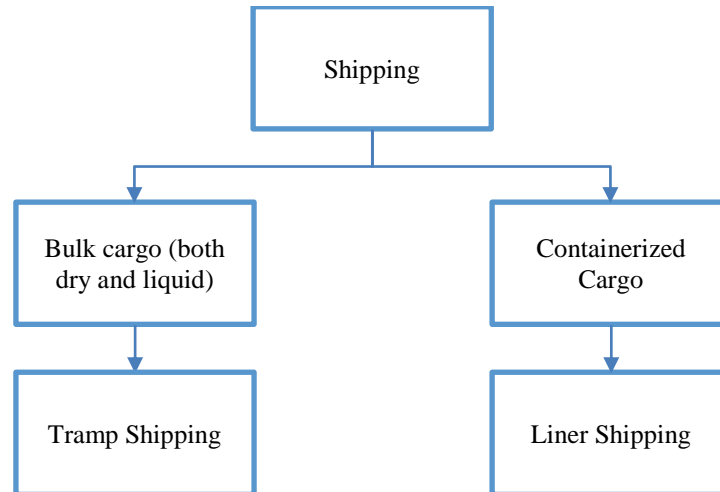 Shipping
Bulk cargo (both
dry and liquid)
Containerized
Cargo
Tramp Shipping
Liner Shipping